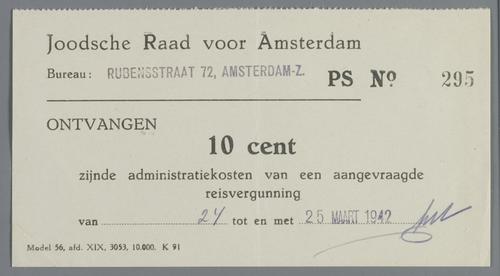 Joodsche Raad voor Amsterdam
Bureau: RUBENSSTRAAT 72, AMSTERDAM-Z.
PS No 295
ONTVANGEN
10 cent
zijnde administratiekosten van een aangevraagde
reisvergunning
van 24 tot en met 25 MAART 1942
Model 56, afd. XIX, 3053, 10.000. K 91